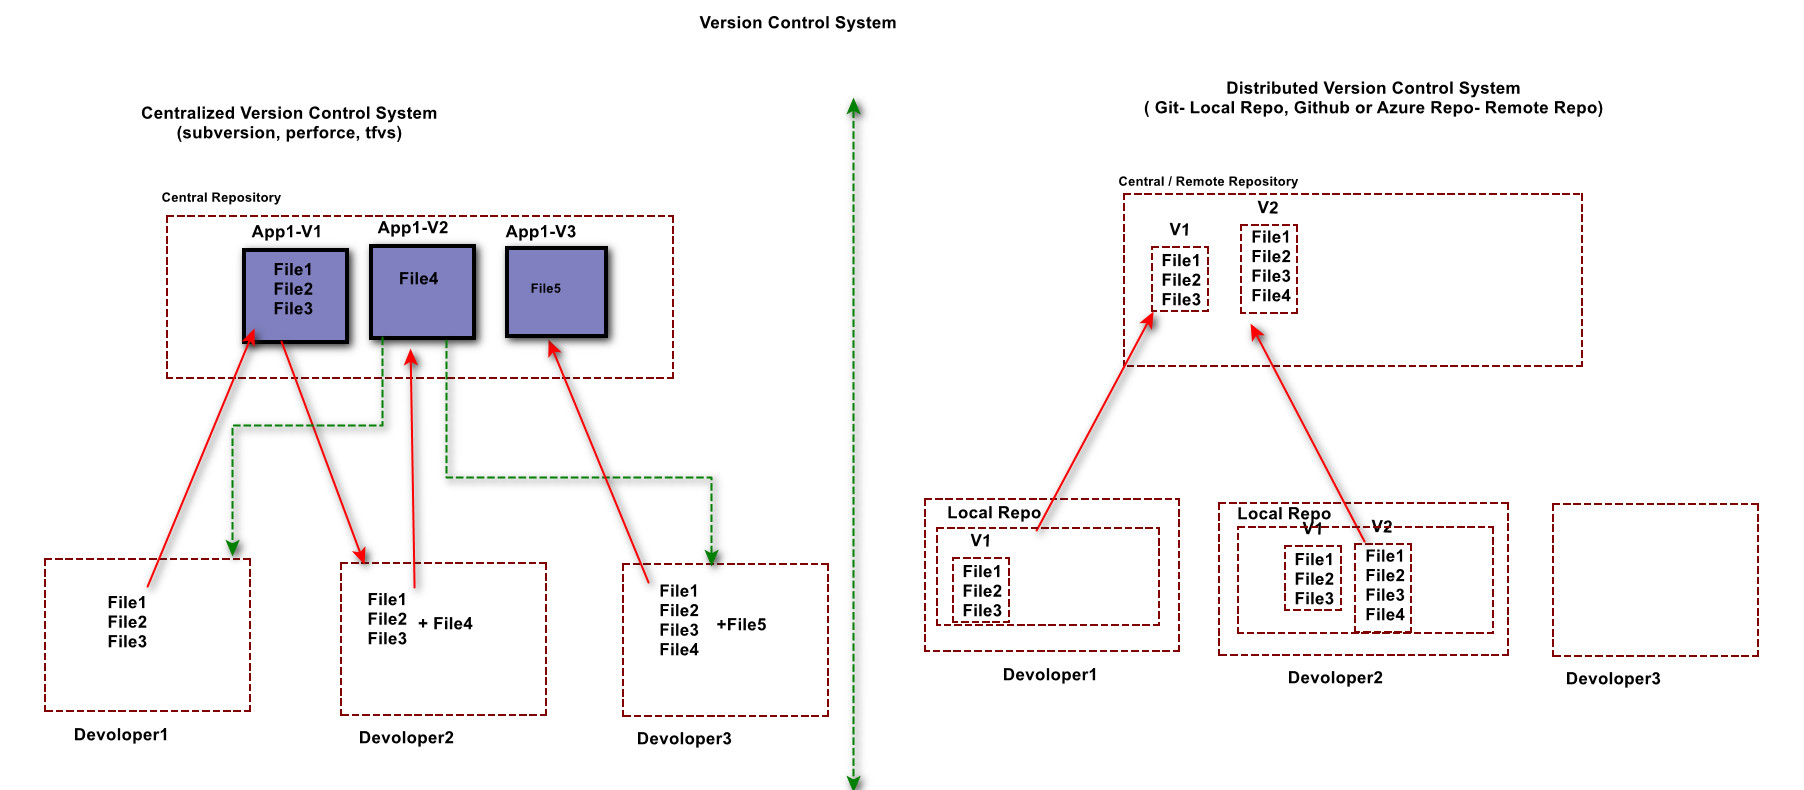 Version Control System
Centralized Version Control System
(subversion, perforce, tfvs)
Central Repository
App1-V1
File1
File2
File3
App1-V2
File4
App1-V3
File5
File1
File2
File3
Devoloper1
File1
File2
File3
+ File4
Devoloper2
File1
File2
File3
File4
+File5
Devoloper3
Distributed Version Control System
( Git- Local Repo, Github or Azure Repo- Remote Repo)
Central / Remote Repository
V1
File1
File2
File3
V2
File1
File2
File3
File4
Local Repo
V1
File1
File2
File3
Devoloper1
Local Repo
V1
File1
File2
File3
V2
File1
File2
File3
File4
Devoloper2
Devoloper3